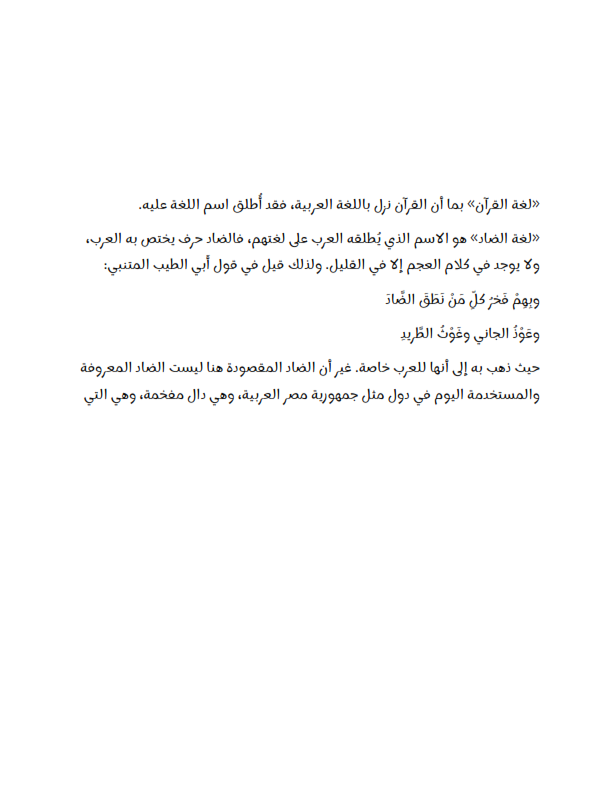 «لغة القرآن» بما أن القرآن نزل باللغة العربية، فقد أُطلق اسم اللغة عليه.
«لغة الضاد» هو الاسم الذي يُطلقه العرب على لغتهم، فالضاد حرف يختص به العرب،
ولا يوجد في كلام العجم إلا في القليل. ولذلك قيل في قول أبي الطيب المتنبي:
وبِهِمْ فَخرُ كلِّ مَنْ نَطَقَ الضَّادَ
وعَوْذُ الجاني وغَوْثُ الطَّريدِ
حيث ذهب به إلى أنها للعرب خاصة. غير أن الضاد المقصودة هنا ليست الضاد المعروفة
والمستخدمة اليوم في دول مثل جمهورية مصر العربية، وهي دال مفخمة، وهي التي